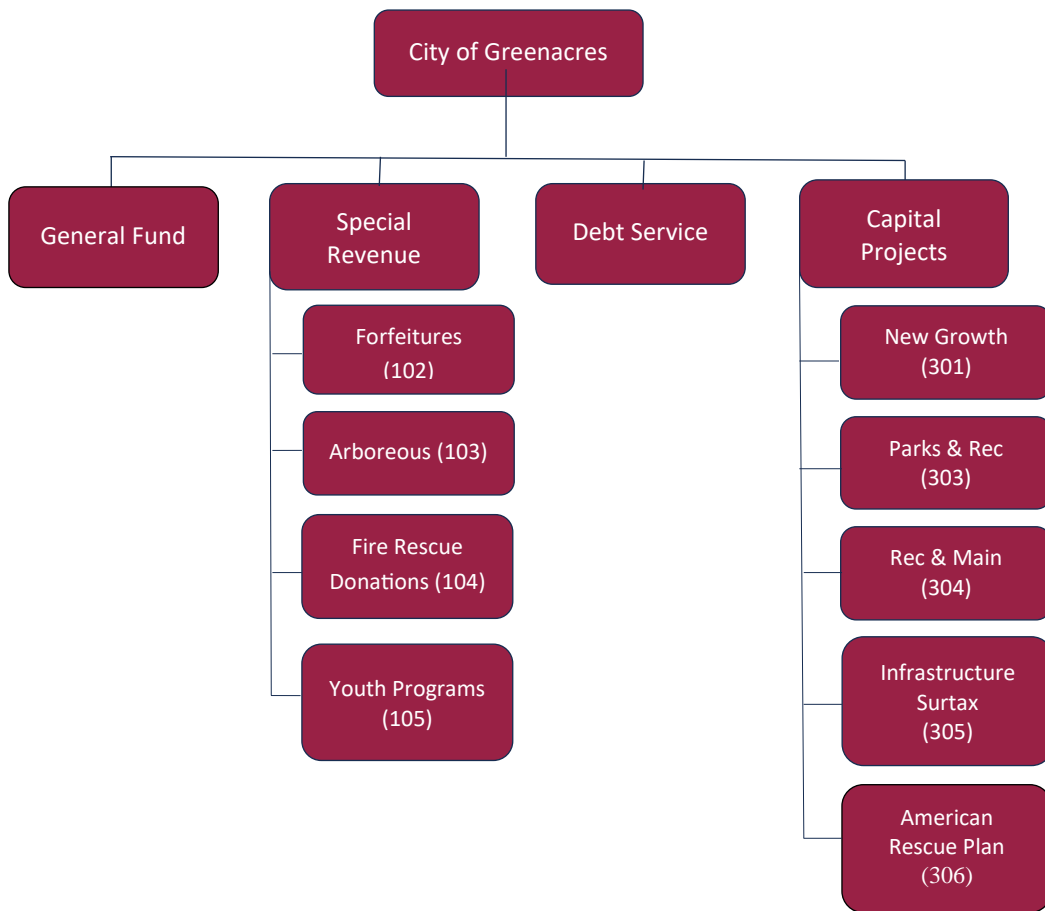 City of Greenacres
General Fund
Special
Revenue
Debt Service
Capital
Projects
Forfeitures
(102)
Arboreous (103)
Fire Rescue
Donations (104)
Youth Programs
(105)
New Growth
(301)
Parks & Rec
(303)
Rec & Main
(304)
Infrastructure
Surtax
(305)
American
Rescue Plan
(306)